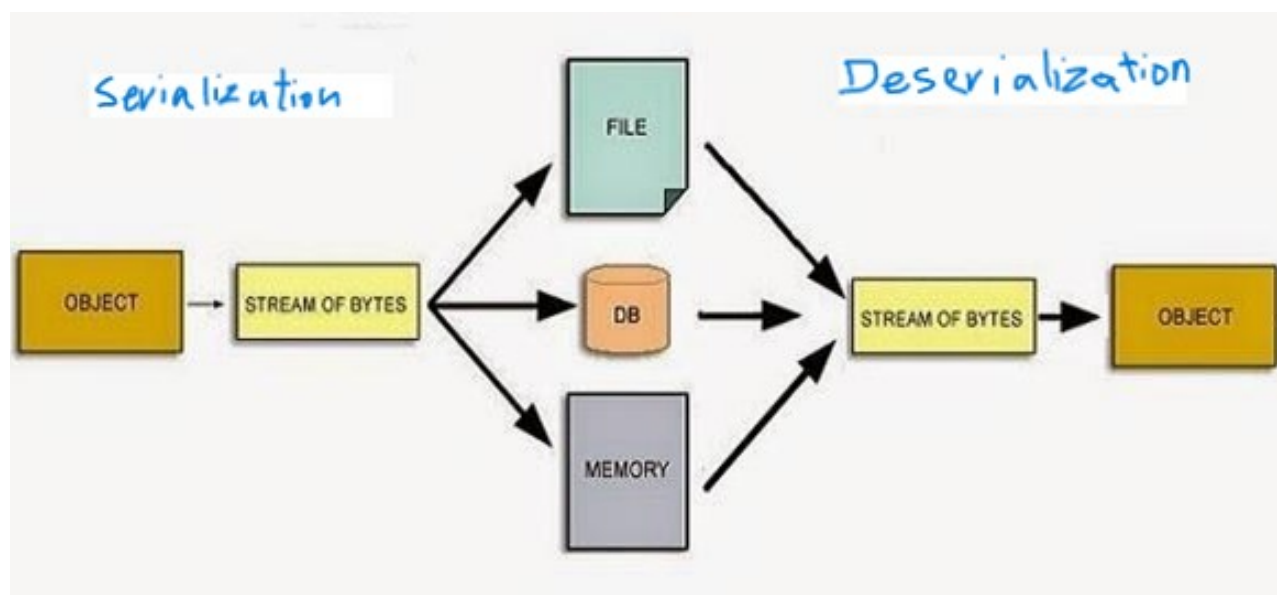 Serialization
Deserialization
FILE
OBJECT
STREAM OF BYTES
DB
STREAM OF BYTES
OBJECT
MEMORY